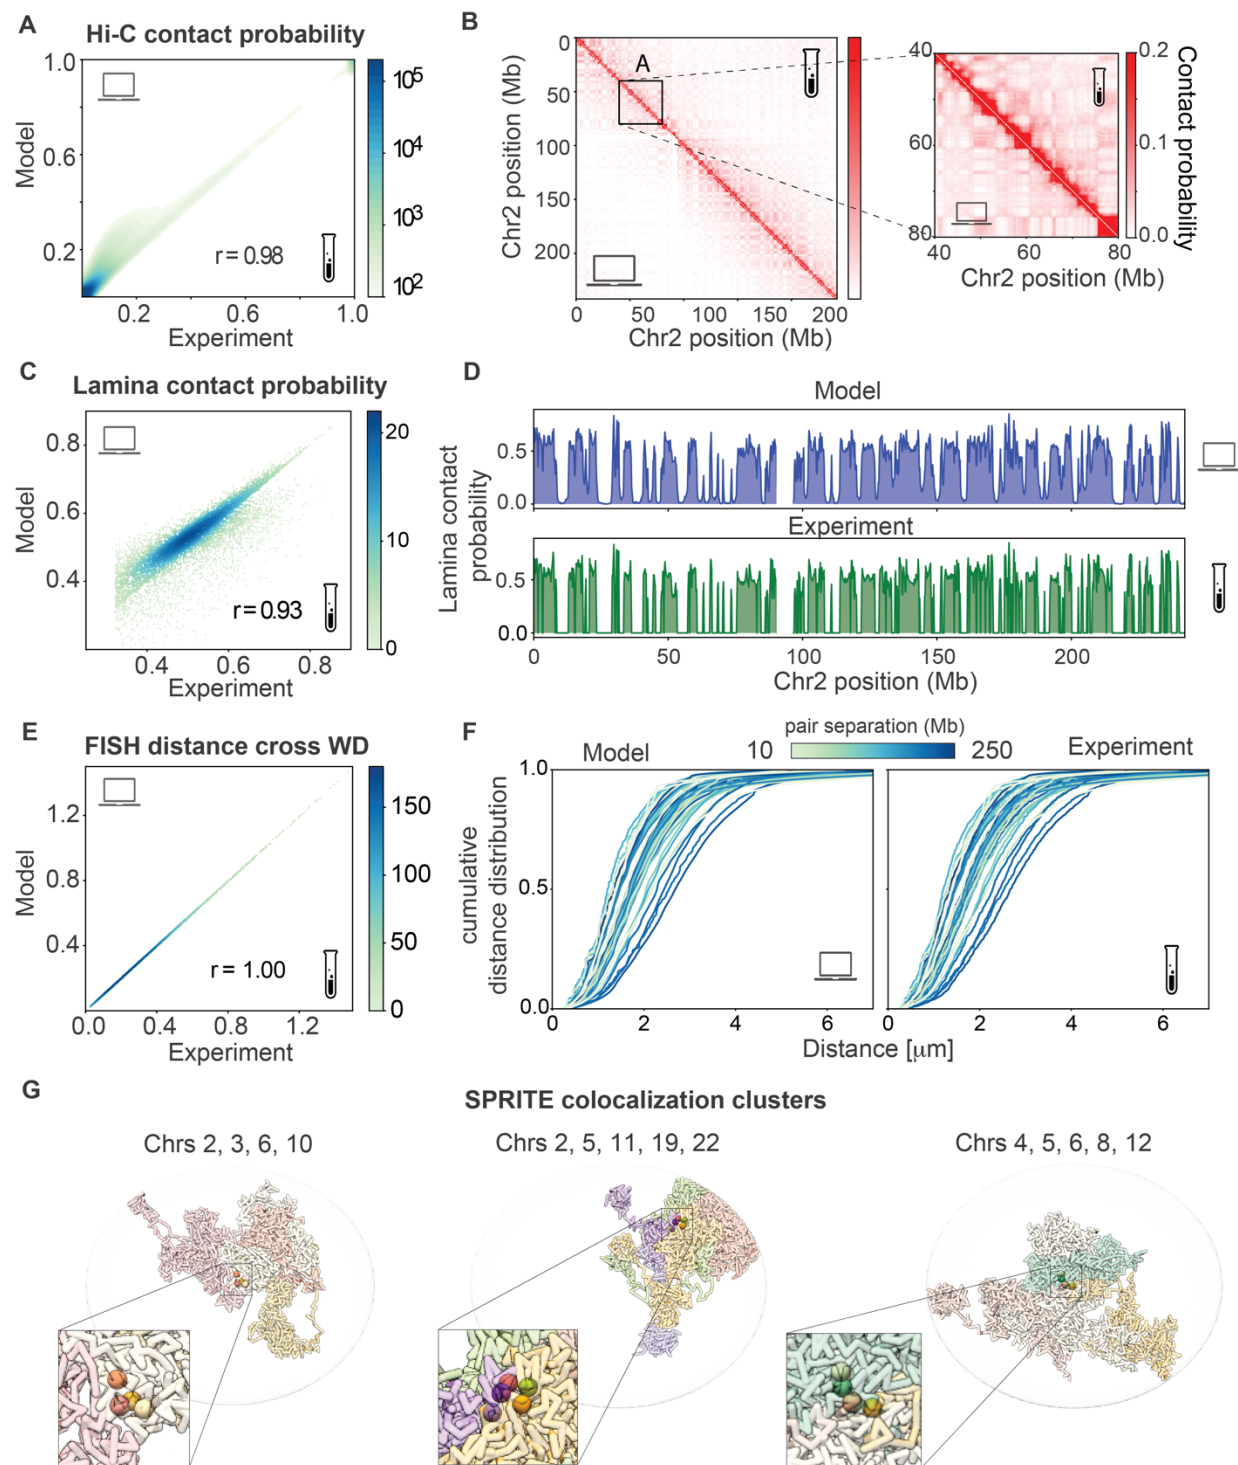 A
Hi-C contact probability
1.0
0.6
0.2
Model
0.2
0.6
1.0
Experiment
r = 0.98
10⁵
10⁴
10³
10²
B
0
50
100
150
200
Chr2 position (Mb)
A
0
50
100
150
200
Chr2 position (Mb)
40
60
80
40
60
80
Chr2 position (Mb)
0.2
0.1
0.0
Contact probability
C
Lamina contact probability
0.8
0.6
0.4
Model
0.4
0.6
0.8
Experiment
r=0.93
20
10
0
D
Model
0.5
0.0
Experiment
0.5
0.0
Lamina contact
probability
0
50
100
150
200
Chr2 position (Mb)
E
FISH distance cross WD
1.2
0.8
0.4
Model
0.0
0.4
0.8
1.2
Experiment
r = 1.00
150
100
50
0
F
pair separation (Mb)
Model
10
250
Experiment
1.0
0.5
0.0
cumulative
distance distribution
0
2
4
6
0
2
4
6
Distance [μm]
G
SPRITE colocalization clusters
Chrs 2, 3, 6, 10
Chrs 2, 5, 11, 19, 22
Chrs 4, 5, 6, 8, 12